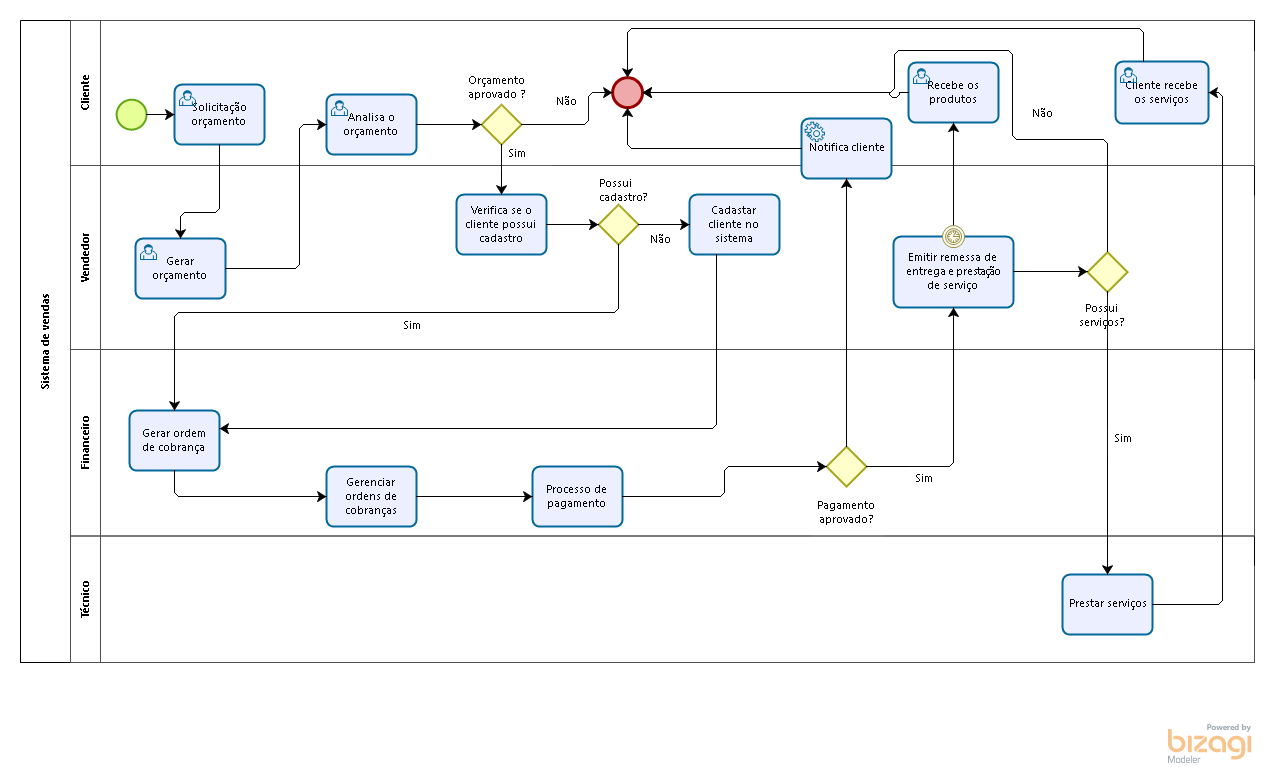 Sistema de vendas
Cliente
Solicitação
orçamento
Analisa o
orçamento
Orçamento
aprovado ?
Não
Sim
Notifica cliente
Recebe os
produtos
Não
Cliente recebe
os serviços
Vendedor
Gerar
orçamento
Verifica se o
cliente possui
cadastro
Possui
cadastro?
Não
Sim
Cadastar
cliente no
sistema
Emitir remessa de
entrega e prestação
de serviço
Possui
serviços?
Financeiro
Gerar ordem
de cobrança
Gerenciar
ordens de
cobranças
Processo de
pagamento
Pagamento
aprovado?
Sim
Sim
Técnico
Prestar serviços
Powered by
bizagi
Modeler